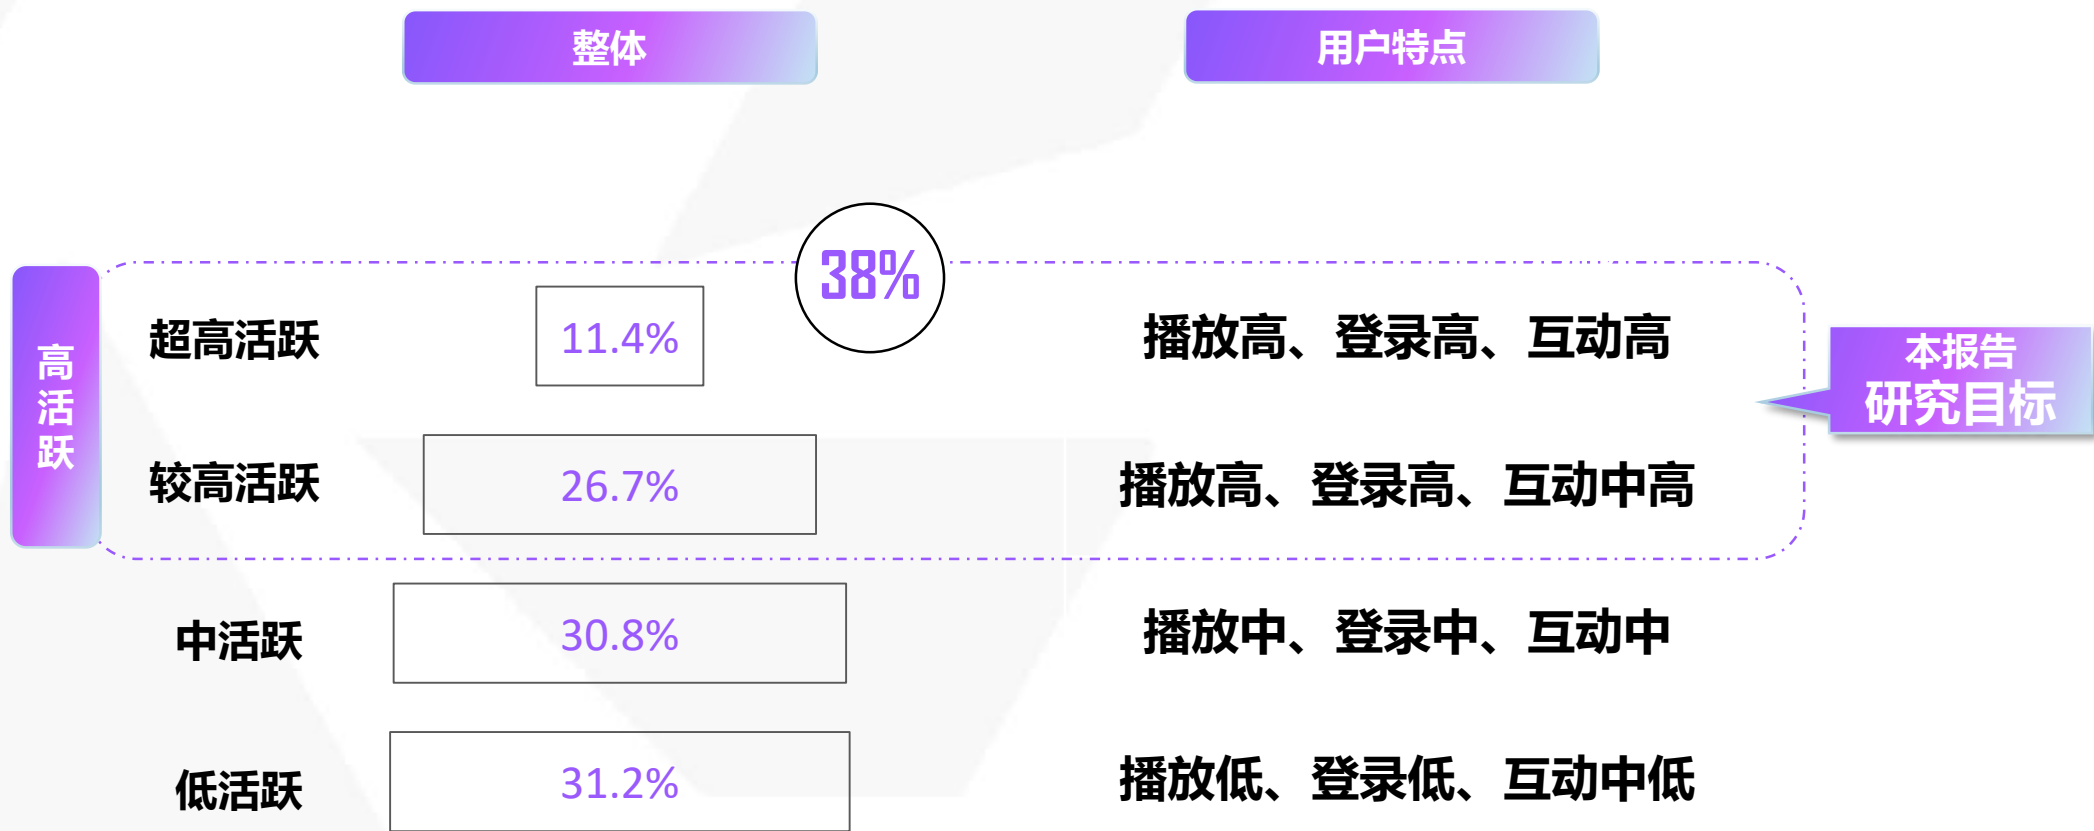 整体
用户特点
38%
高活跃
超高活跃
11.4%
播放高、登录高、互动高
本报告
研究目标
较高活跃
26.7%
播放高、登录高、互动中高
中活跃
30.8%
播放中、登录中、互动中
低活跃
31.2%
播放低、登录低、互动中低